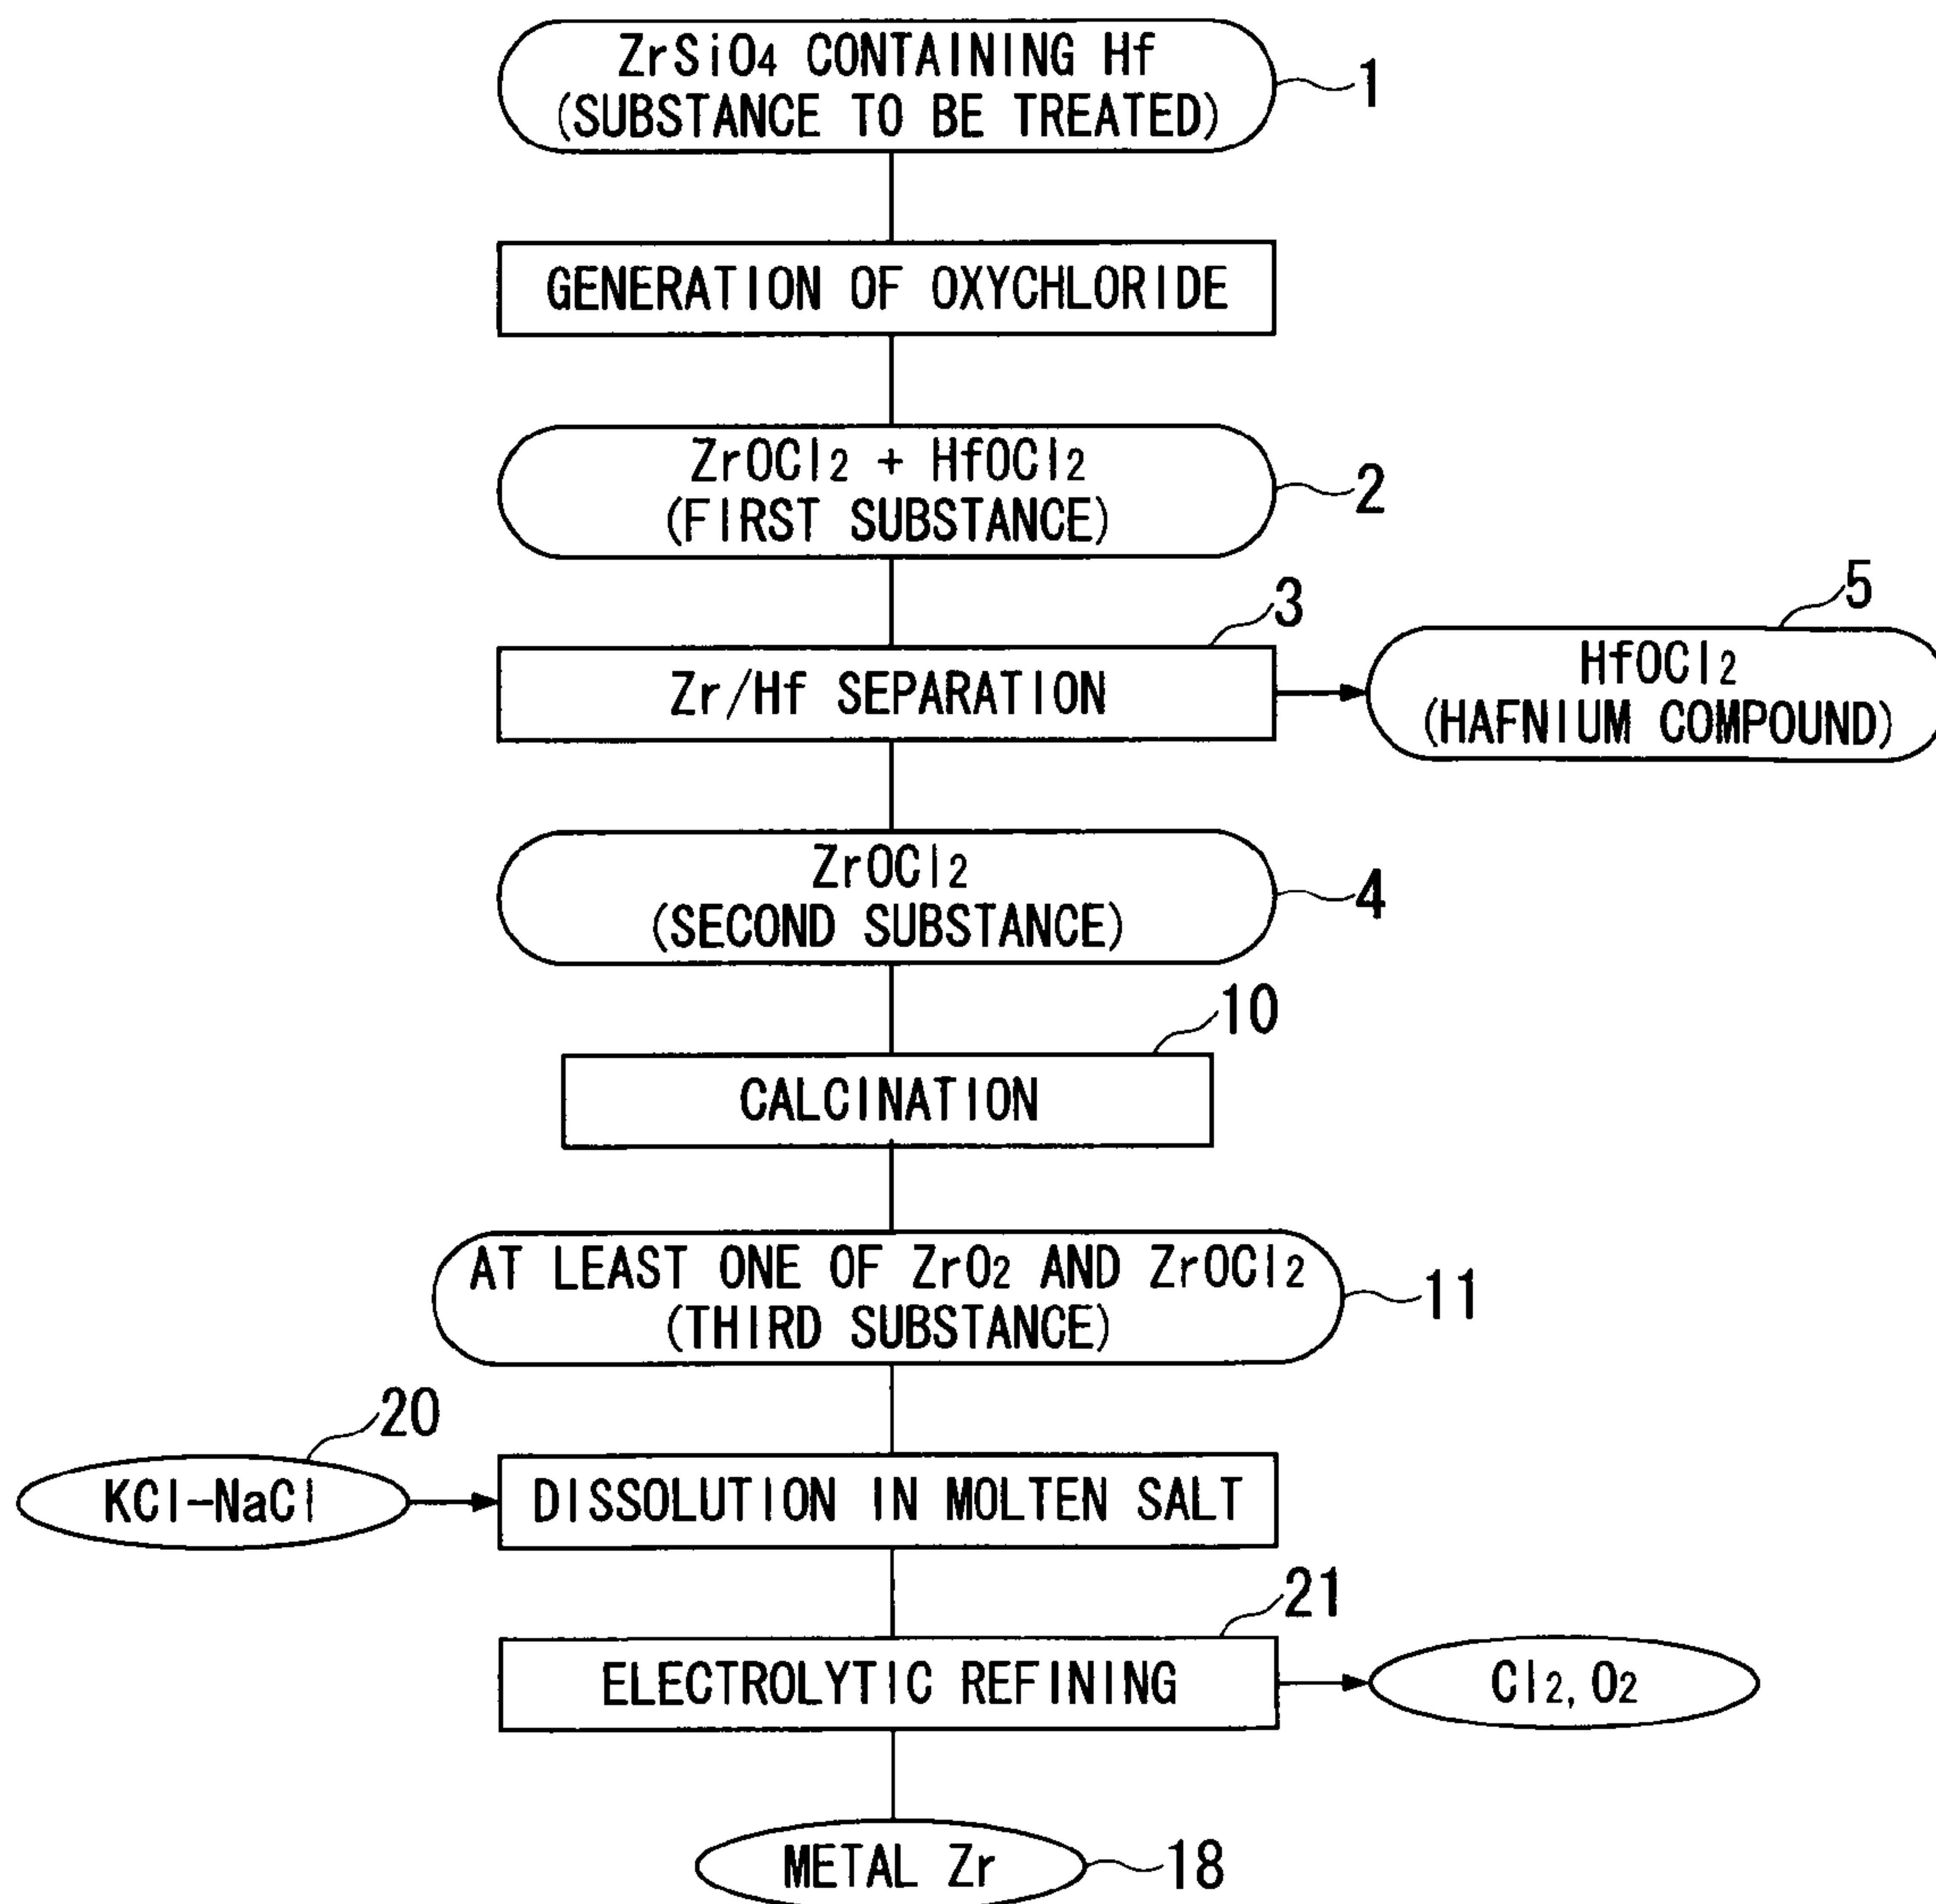 ZrSiO4 CONTAINING Hf
(SUBSTANCE TO BE TREATED)
1
GENERATION OF OXYCHLORIDE
ZrOCl2 + HfOCl2
(FIRST SUBSTANCE)
2
3
Zr/Hf SEPARATION
5
HfOCl2
(HAFNIUM COMPOUND)
ZrOCl2
(SECOND SUBSTANCE)
4
10
CALCINATION
AT LEAST ONE OF ZrO2 AND ZrOCl2
(THIRD SUBSTANCE)
11
20
KCl-NaCl
DISSOLUTION IN MOLTEN SALT
21
ELECTROLYTIC REFINING
Cl2, O2
METAL Zr
18